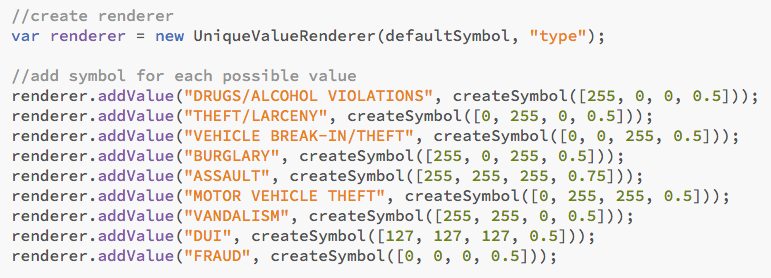 //create renderer
var renderer = new UniqueValueRenderer(defaultSymbol, "type");
//add symbol for each possible value
renderer.addValue("DRUGS/ALCOHOL VIOLATIONS", createSymbol([255, 0, 0, 0.5]));
renderer.addValue("THEFT/LARCENY", createSymbol([0, 255, 0, 0.5]));
renderer.addValue("VEHICLE BREAK-IN/THEFT", createSymbol([0, 0, 255, 0.5]));
renderer.addValue("BURGLARY", createSymbol([255, 0, 255, 0.5]));
renderer.addValue("ASSAULT", createSymbol([255, 255, 255, 0.75]));
renderer.addValue("MOTOR VEHICLE THEFT", createSymbol([0, 255, 255, 0.5]));
renderer.addValue("VANDALISM", createSymbol([255, 255, 0, 0.5]));
renderer.addValue("DUI", createSymbol([127, 127, 127, 0.5]));
renderer.addValue("FRAUD", createSymbol([0, 0, 0, 0.5]));